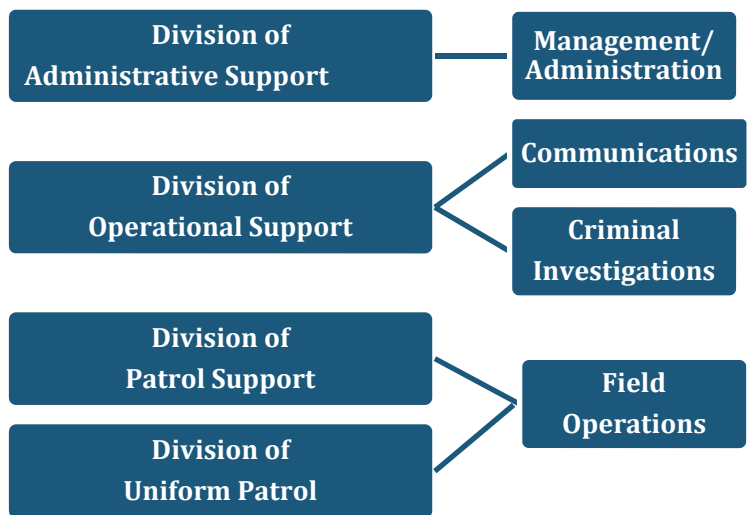 Division of
Administrative Support
Management/
Administration
Division of
Operational Support
Communications
Criminal
Investigations
Division of
Patrol Support
Division of
Uniform Patrol
Field
Operations